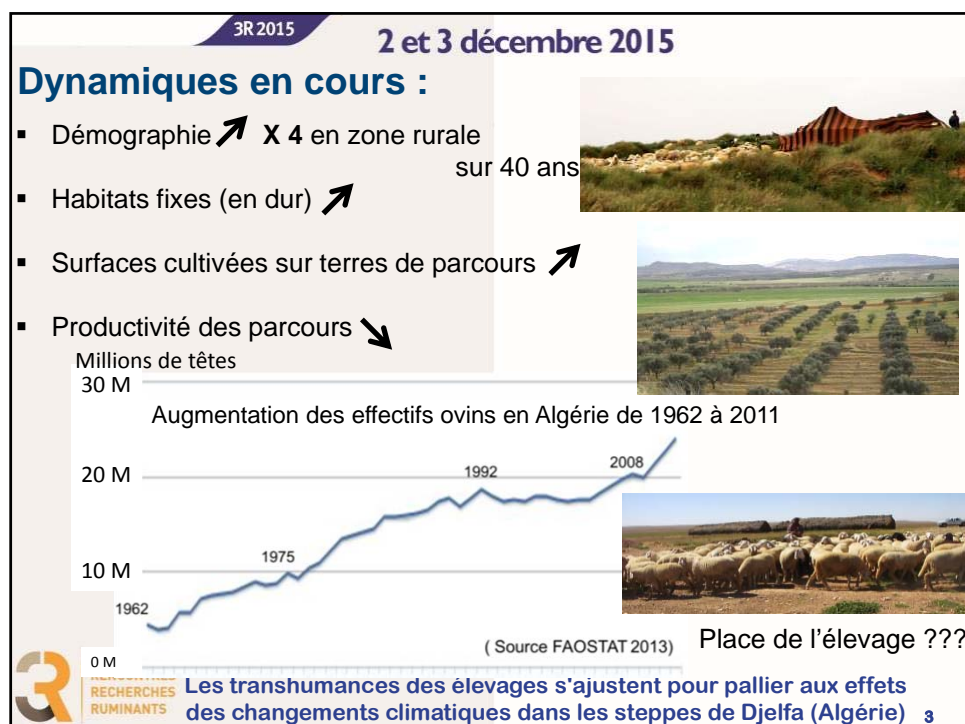 3R 2015
2 et 3 décembre 2015
Dynamiques en cours :
▪ Démographie ↗ X 4 en zone rurale
sur 40 ans
▪ Habitats fixes (en dur) ↗
▪ Surfaces cultivées sur terres de parcours ↗
▪ Productivité des parcours ↘
Millions de têtes
30 M
Augmentation des effectifs ovins en Algérie de 1962 à 2011
20 M
1992
2008
10 M
1975
1962
( Source FAOSTAT 2013)
0 M
Place de l'élevage ???
3R
RENCONTRES
RECHERCHES
RUMINANTS
Les transhumances des élevages s'ajustent pour pallier aux effets
des changements climatiques dans les steppes de Djelfa (Algérie) 3